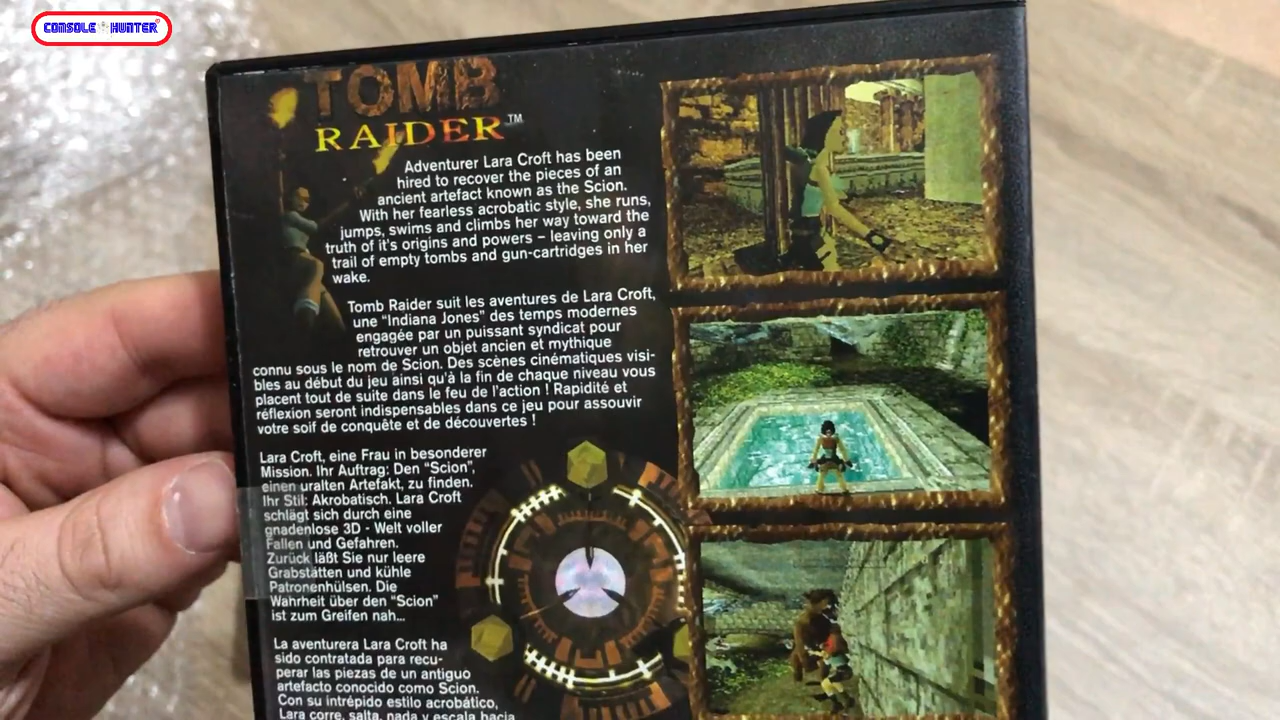 CONSOLE HUNTER
TOMB
RAIDER™
Adventurer Lara Croft has been
hired to recover the pieces of an
ancient artefact known as the Scion.
With her fearless acrobatic style, she runs,
jumps, swims and climbs her way toward the
truth of it's origins and powers – leaving only a
trail of empty tombs and gun-cartridges in her
wake.
Tomb Raider suit les aventures de Lara Croft,
une “Indiana Jones” des temps modernes
engagée par un puissant syndicat pour
retrouver un objet ancien et mythique
connu sous le nom de Scion. Des scènes cinématiques visi-
bles au début du jeu ainsi qu'à la fin de chaque niveau vous
placent tout de suite dans le feu de l'action ! Rapidité et
réflexion seront indispensables dans ce jeu pour assouvir
votre soif de conquête et de découvertes !
Lara Croft, eine Frau in besonderer
Mission. Ihr Auftrag: Den “Scion”,
einen uralten Artefakt, zu finden.
Ihr Stil: Akrobatisch. Lara Croft
schlägt sich durch eine
gnadenlose 3D - Welt voller
Fallen und Gefahren.
Zurück läßt Sie nur leere
Grabstätten und kühle
Patronenhülsen. Die
Wahrheit über den “Scion”
ist zum Greifen nah...
La aventurera Lara Croft ha
sido contratada para recu-
perar las piezas de un antiguo
artefacto conocido como Scion.
Con su intrépido estilo acrobático,
Lara corre, salta, nada y escala hacia